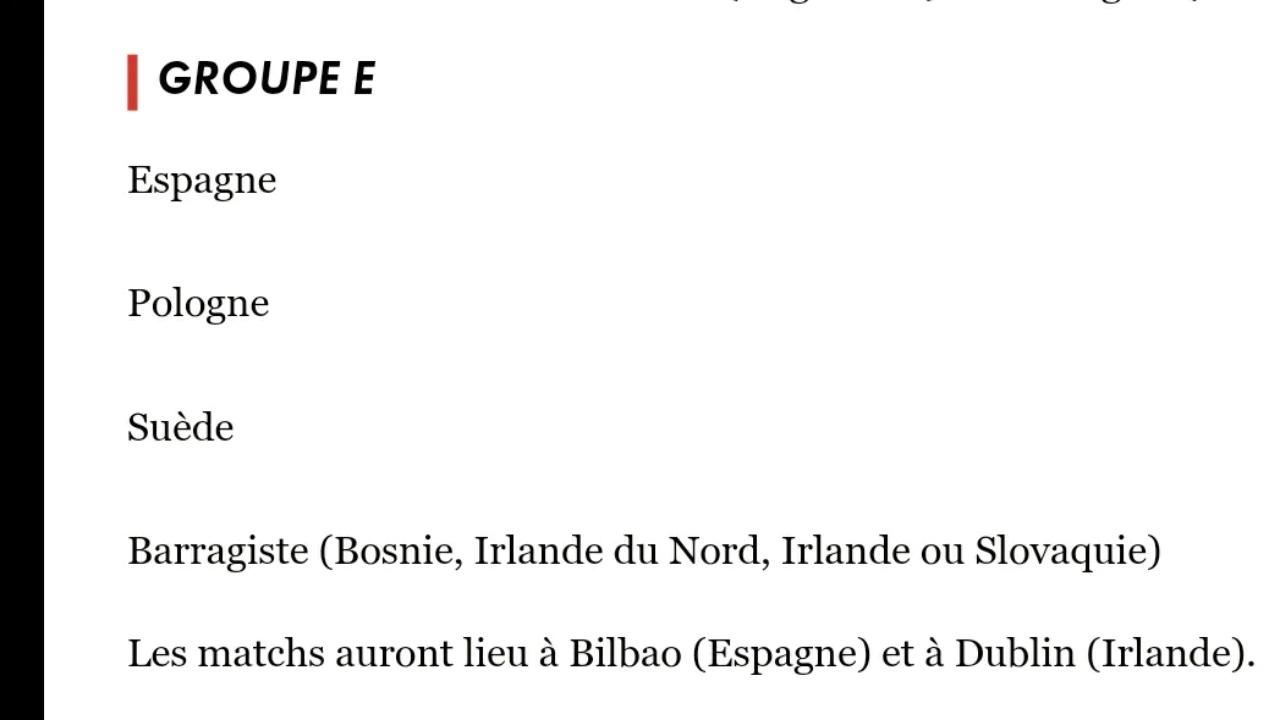 GROUPE E
Espagne
Pologne
Suède
Barragiste (Bosnie, Irlande du Nord, Irlande ou Slovaquie)
Les matchs auront lieu à Bilbao (Espagne) et à Dublin (Irlande).